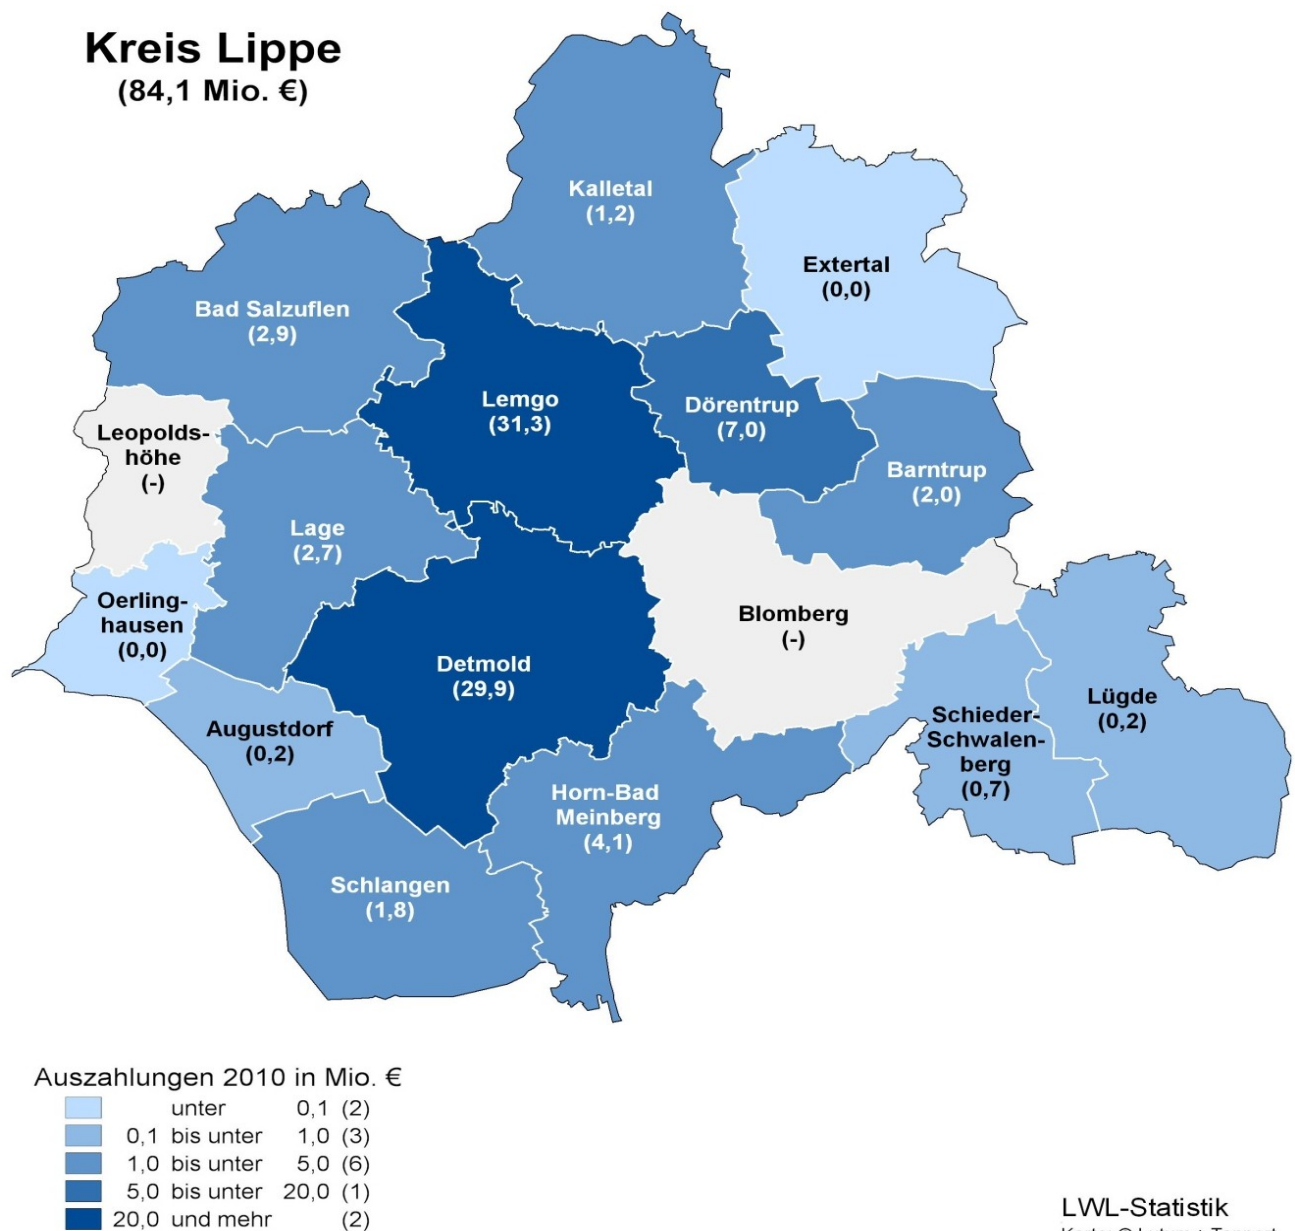 Kreis Lippe
(84,1 Mio. €)
Kalletal
(1,2)
Extertal
(0,0)
Bad Salzuflen
(2,9)
Lemgo
(31,3)
Dörentrup
(7,0)
Leopolds-
höhe
(-)
Barntrup
(2,0)
Lage
(2,7)
Oerling-
hausen
(0,0)
Blomberg
(-)
Detmold
(29,9)
Lügde
(0,2)
Augustdorf
(0,2)
Schieder-
Schwalen-
berg
(0,7)
Horn-Bad
Meinberg
(4,1)
Schlangen
(1,8)
Auszahlungen 2010 in Mio. €
unter 0,1 (2)
0,1 bis unter 1,0 (3)
1,0 bis unter 5,0 (6)
5,0 bis unter 20,0 (1)
20,0 und mehr (2)
LWL-Statistik